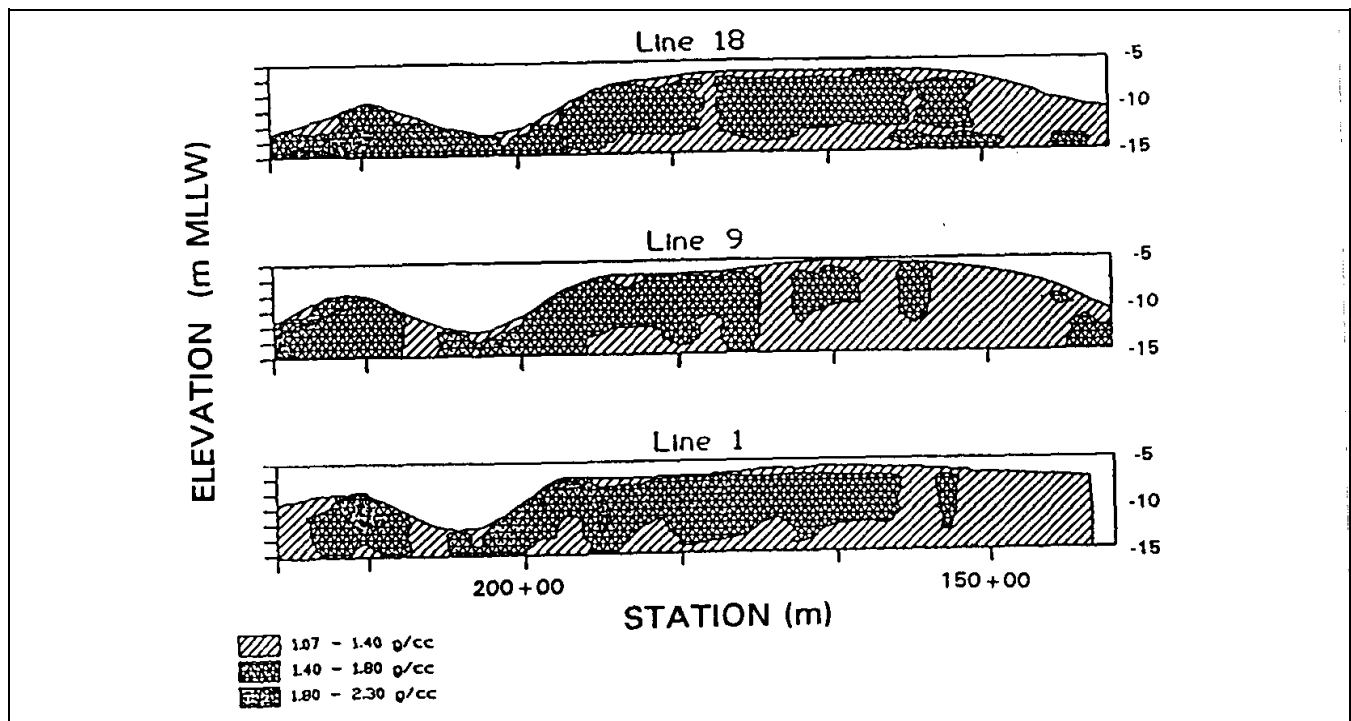 Line 18
-5
-10
-15
Line 9
-5
-10
-15
Line 1
-5
-10
-15
ELEVATION (m MLLW)
200+00
150+00
STATION (m)
1.07 - 1.40 g/cc
1.40 - 1.80 g/cc
1.80 - 2.30 g/cc